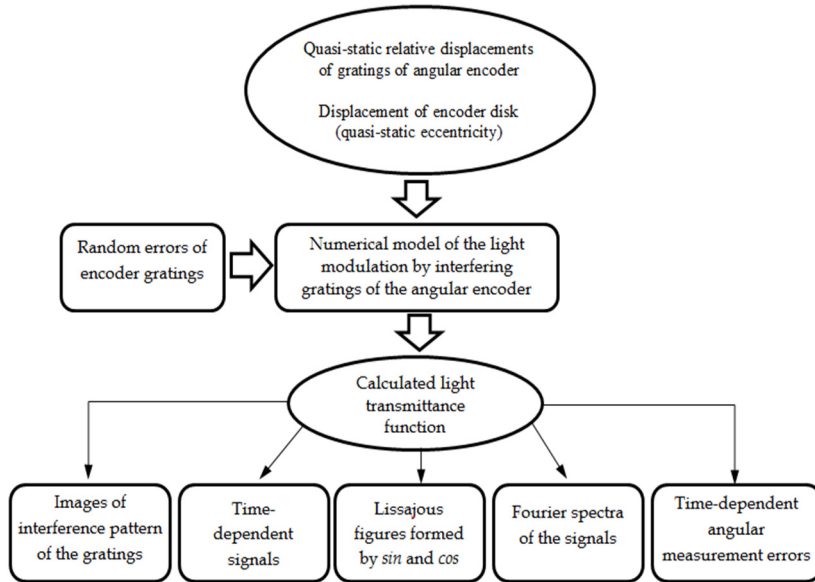 Quasi-static relative displacements
of gratings of angular encoder
Displacement of encoder disk
(quasi-static eccentricity)
Random errors of
encoder gratings
Numerical model of the light
modulation by interfering
gratings of the angular encoder
Calculated light
transmittance
function
Images of
interference pattern
of the gratings
Time-
dependent
signals
Lissajous
figures formed
by sin and cos
Fourier spectra
of the signals
Time-dependent
angular
measurement errors